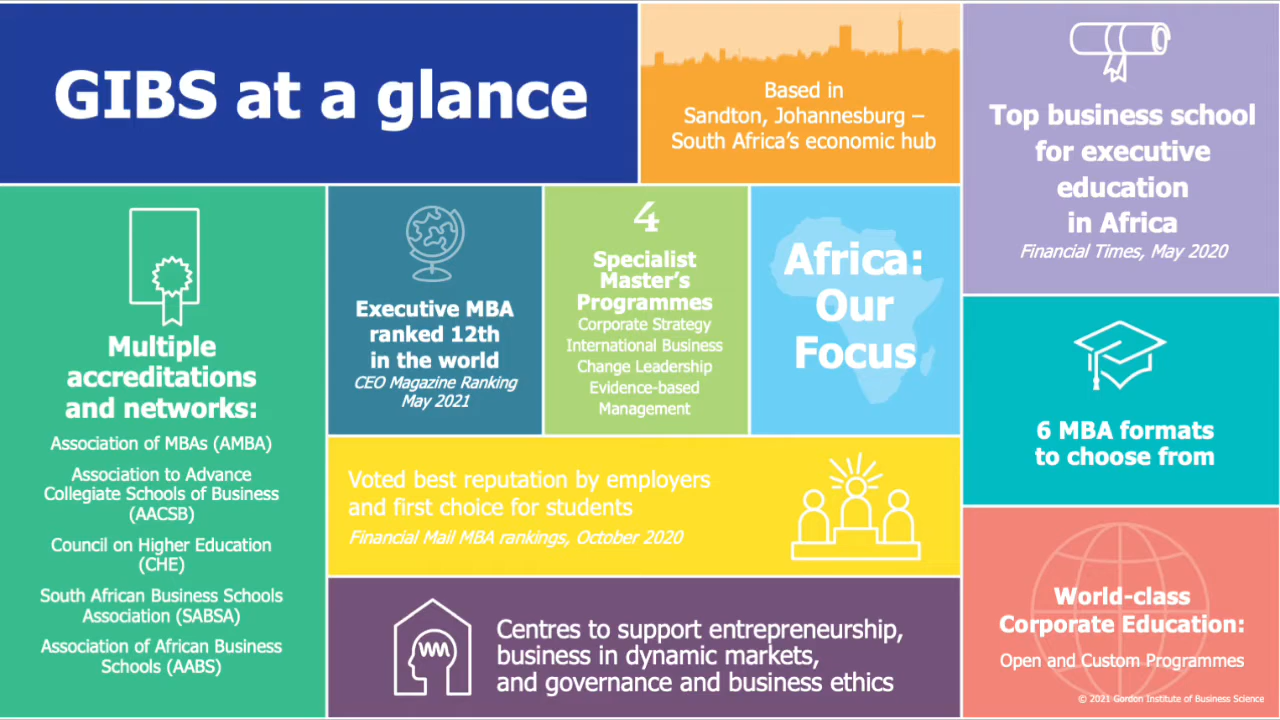 GIBS at a glance
Based in
Sandton, Johannesburg –
South Africa's economic hub
Top business school
for executive
education
in Africa
Financial Times, May 2020
Multiple
accreditations
and networks:
Association of MBAs (AMBA)
Association to Advance
Collegiate Schools of Business
(AACSB)
Council on Higher Education
(CHE)
South African Business Schools
Association (SABSA)
Association of African Business
Schools (AABS)
Executive MBA
ranked 12th
in the world
CEO Magazine Ranking
May 2021
4
Specialist
Master's
Programmes
Corporate Strategy
International Business
Change Leadership
Evidence-based
Management
Africa:
Our
Focus
6 MBA formats
to choose from
Voted best reputation by employers
and first choice for students
Financial Mail MBA rankings, October 2020
Centres to support entrepreneurship,
business in dynamic markets,
and governance and business ethics
World-class
Corporate Education:
Open and Custom Programmes
© 2021 Gordon Institute of Business Science